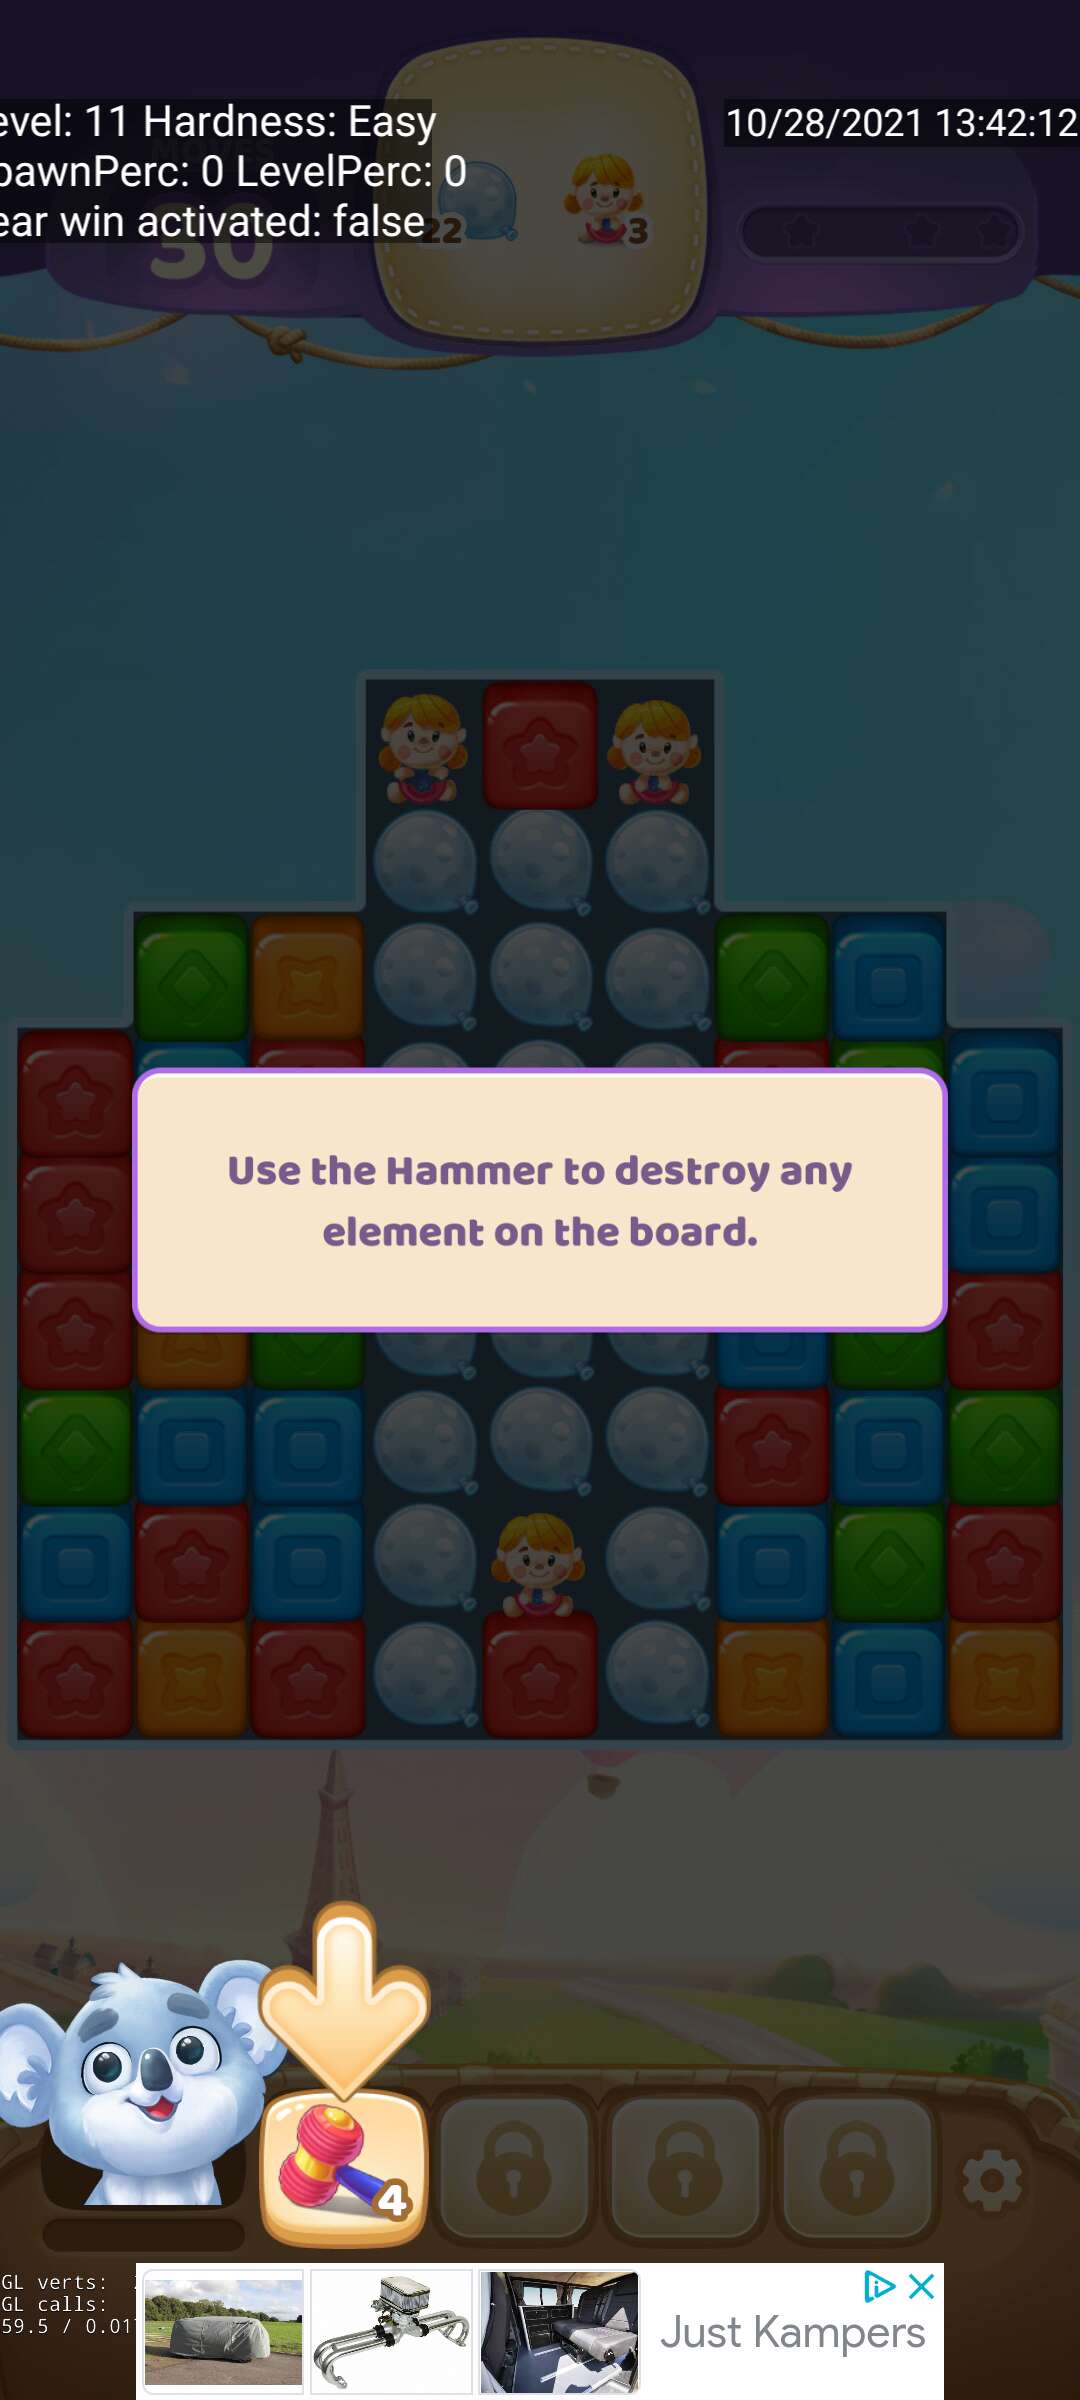 evel: 11 Hardness: Easy
10/28/2021 13:42:12
pawnPerc: 0 LevelPerc: 0
ear win activated: false
MOVES
30
22
3
Use the Hammer to destroy any
element on the board.
4
GL verts:
GL calls:
59.5 / 0.01
Just Kampers